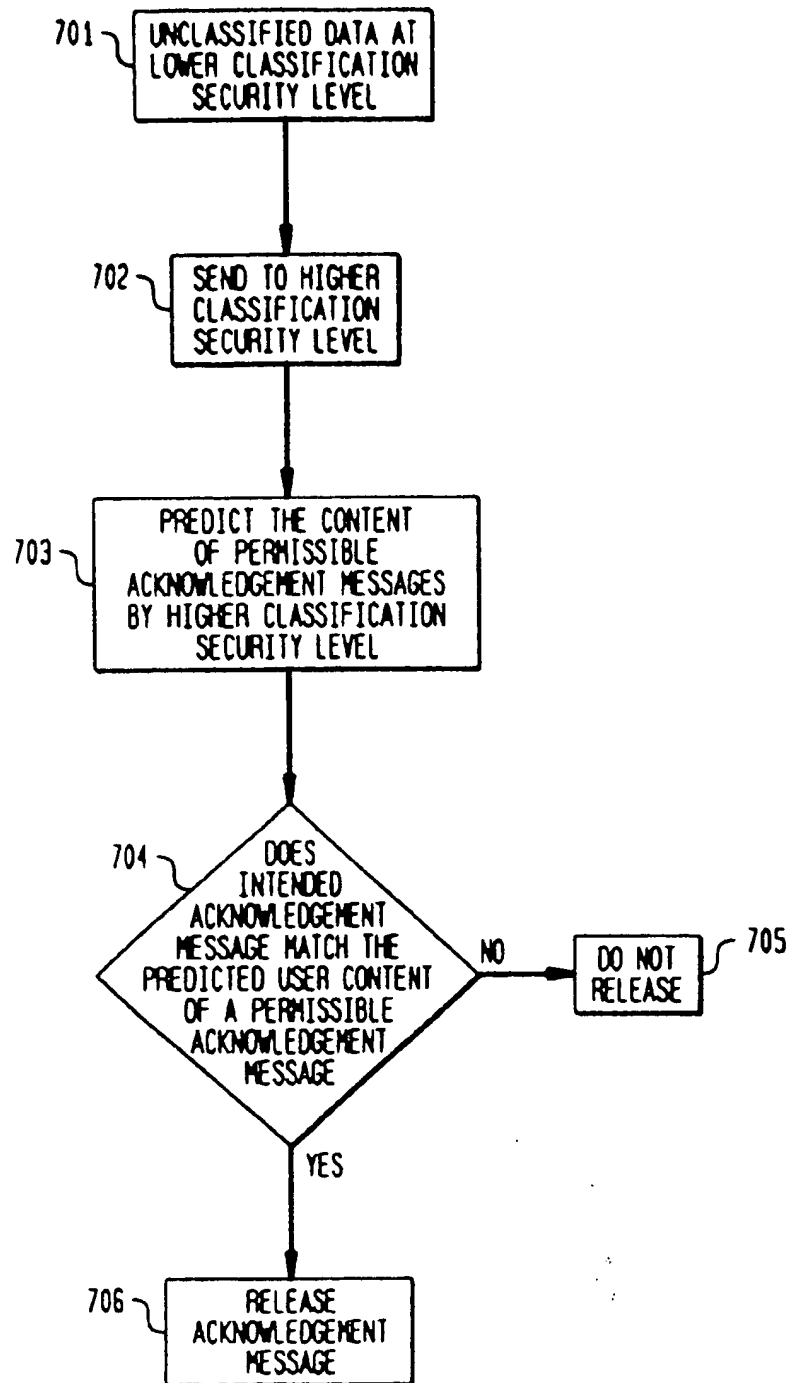 701
UNCLASSIFIED DATA AT
LOWER CLASSIFICATION
SECURITY LEVEL
702
SEND TO HIGHER
CLASSIFICATION
SECURITY LEVEL
703
PREDICT THE CONTENT
OF PERMISSIBLE
ACKNOWLEDGEMENT MESSAGES
BY HIGHER CLASSIFICATION
SECURITY LEVEL
704
DOES
INTENDED
ACKNOWLEDGEMENT
MESSAGE MATCH THE
PREDICTED USER CONTENT
OF A PERMISSIBLE
ACKNOWLEDGEMENT
MESSAGE
NO
DO NOT
RELEASE
705
YES
706
RELEASE
ACKNOWLEDGEMENT
MESSAGE